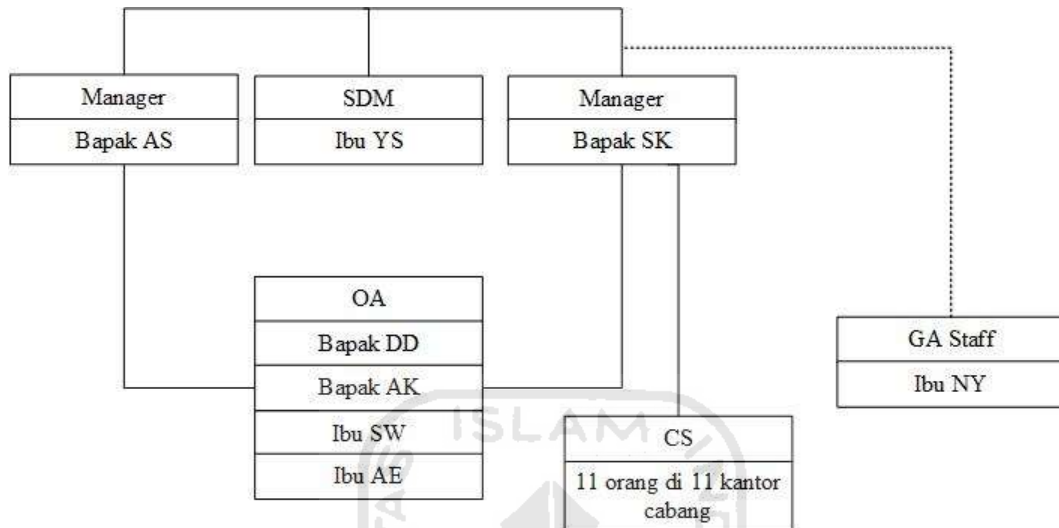 Manager
Bapak AS
SDM
Ibu YS
Manager
Bapak SK
OA
Bapak DD
Bapak AK
Ibu SW
Ibu AE
GA Staff
Ibu NY
CS
11 orang di 11 kantor
cabang
ISLAM